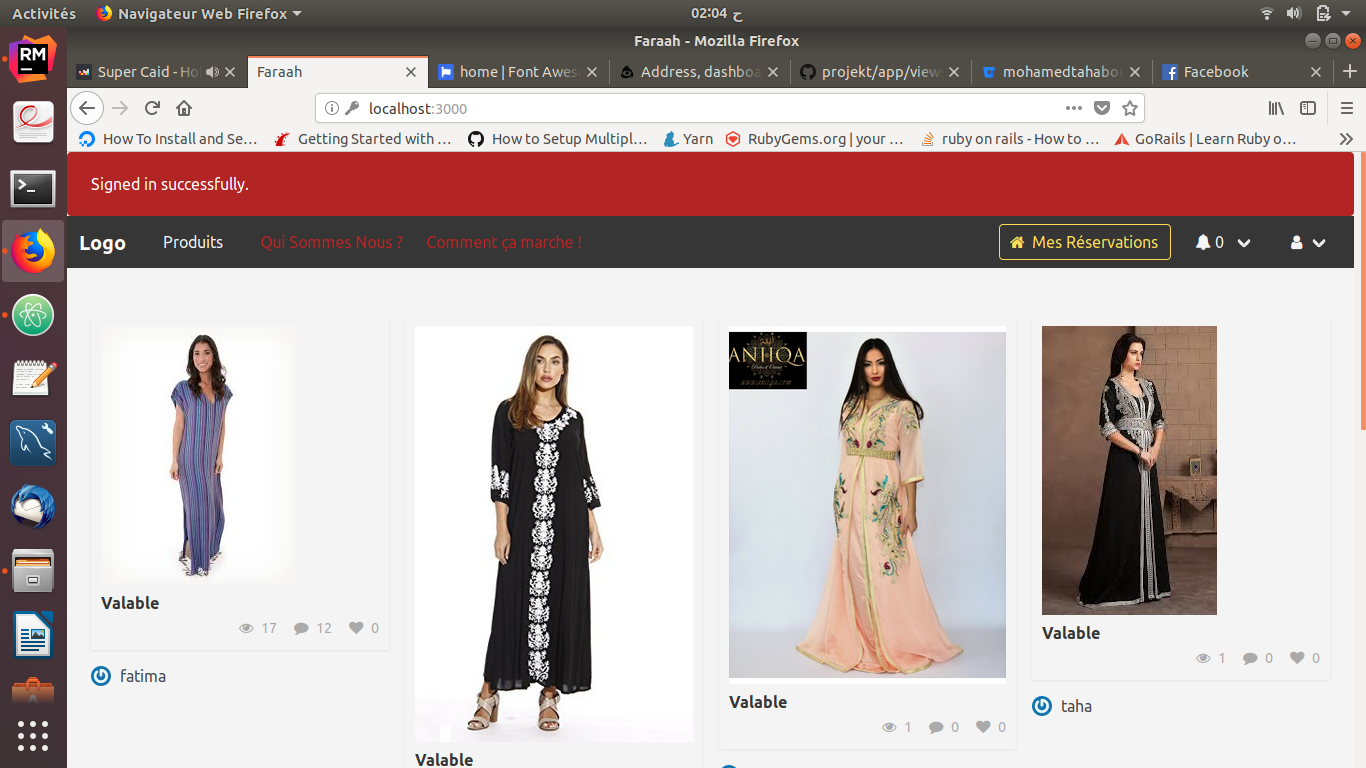 Activités Navigateur Web Firefox 02:04 ح
Faraah - Mozilla Firefox
Super Caid - Ho
Faraah
home | Font Awes
Address, dashboa
projekt/app/view
mohamedtahabou
Facebook
localhost:3000
How To Install and Se… Getting Started with … How to Setup Multipl… Yarn RubyGems.org | your … ruby on rails - How to … GoRails | Learn Ruby o…
Signed in successfully.
Logo Produits Qui Sommes Nous ? Comment ça marche ! Mes Réservations 0
RM
ANIIQA
Valable
17 12 0
fatima
Valable
Valable
1 0 0
Valable
1 0 0
taha